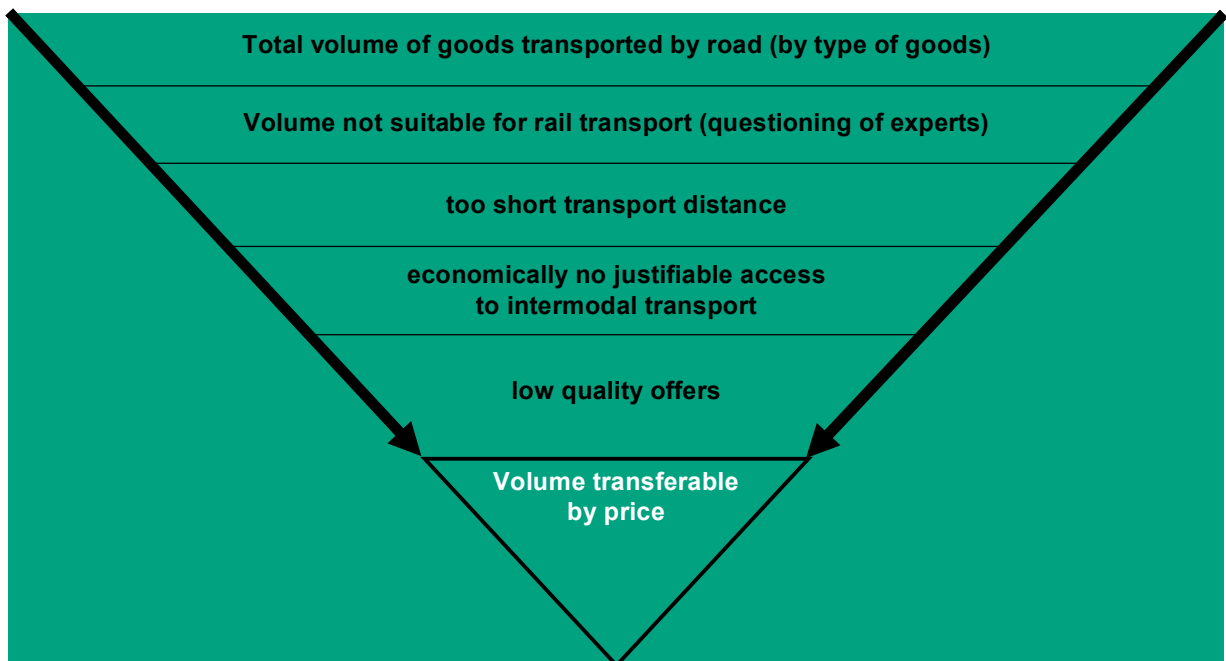 Total volume of goods transported by road (by type of goods)
Volume not suitable for rail transport (questioning of experts)
too short transport distance
economically no justifiable access
to intermodal transport
low quality offers
Volume transferable
by price